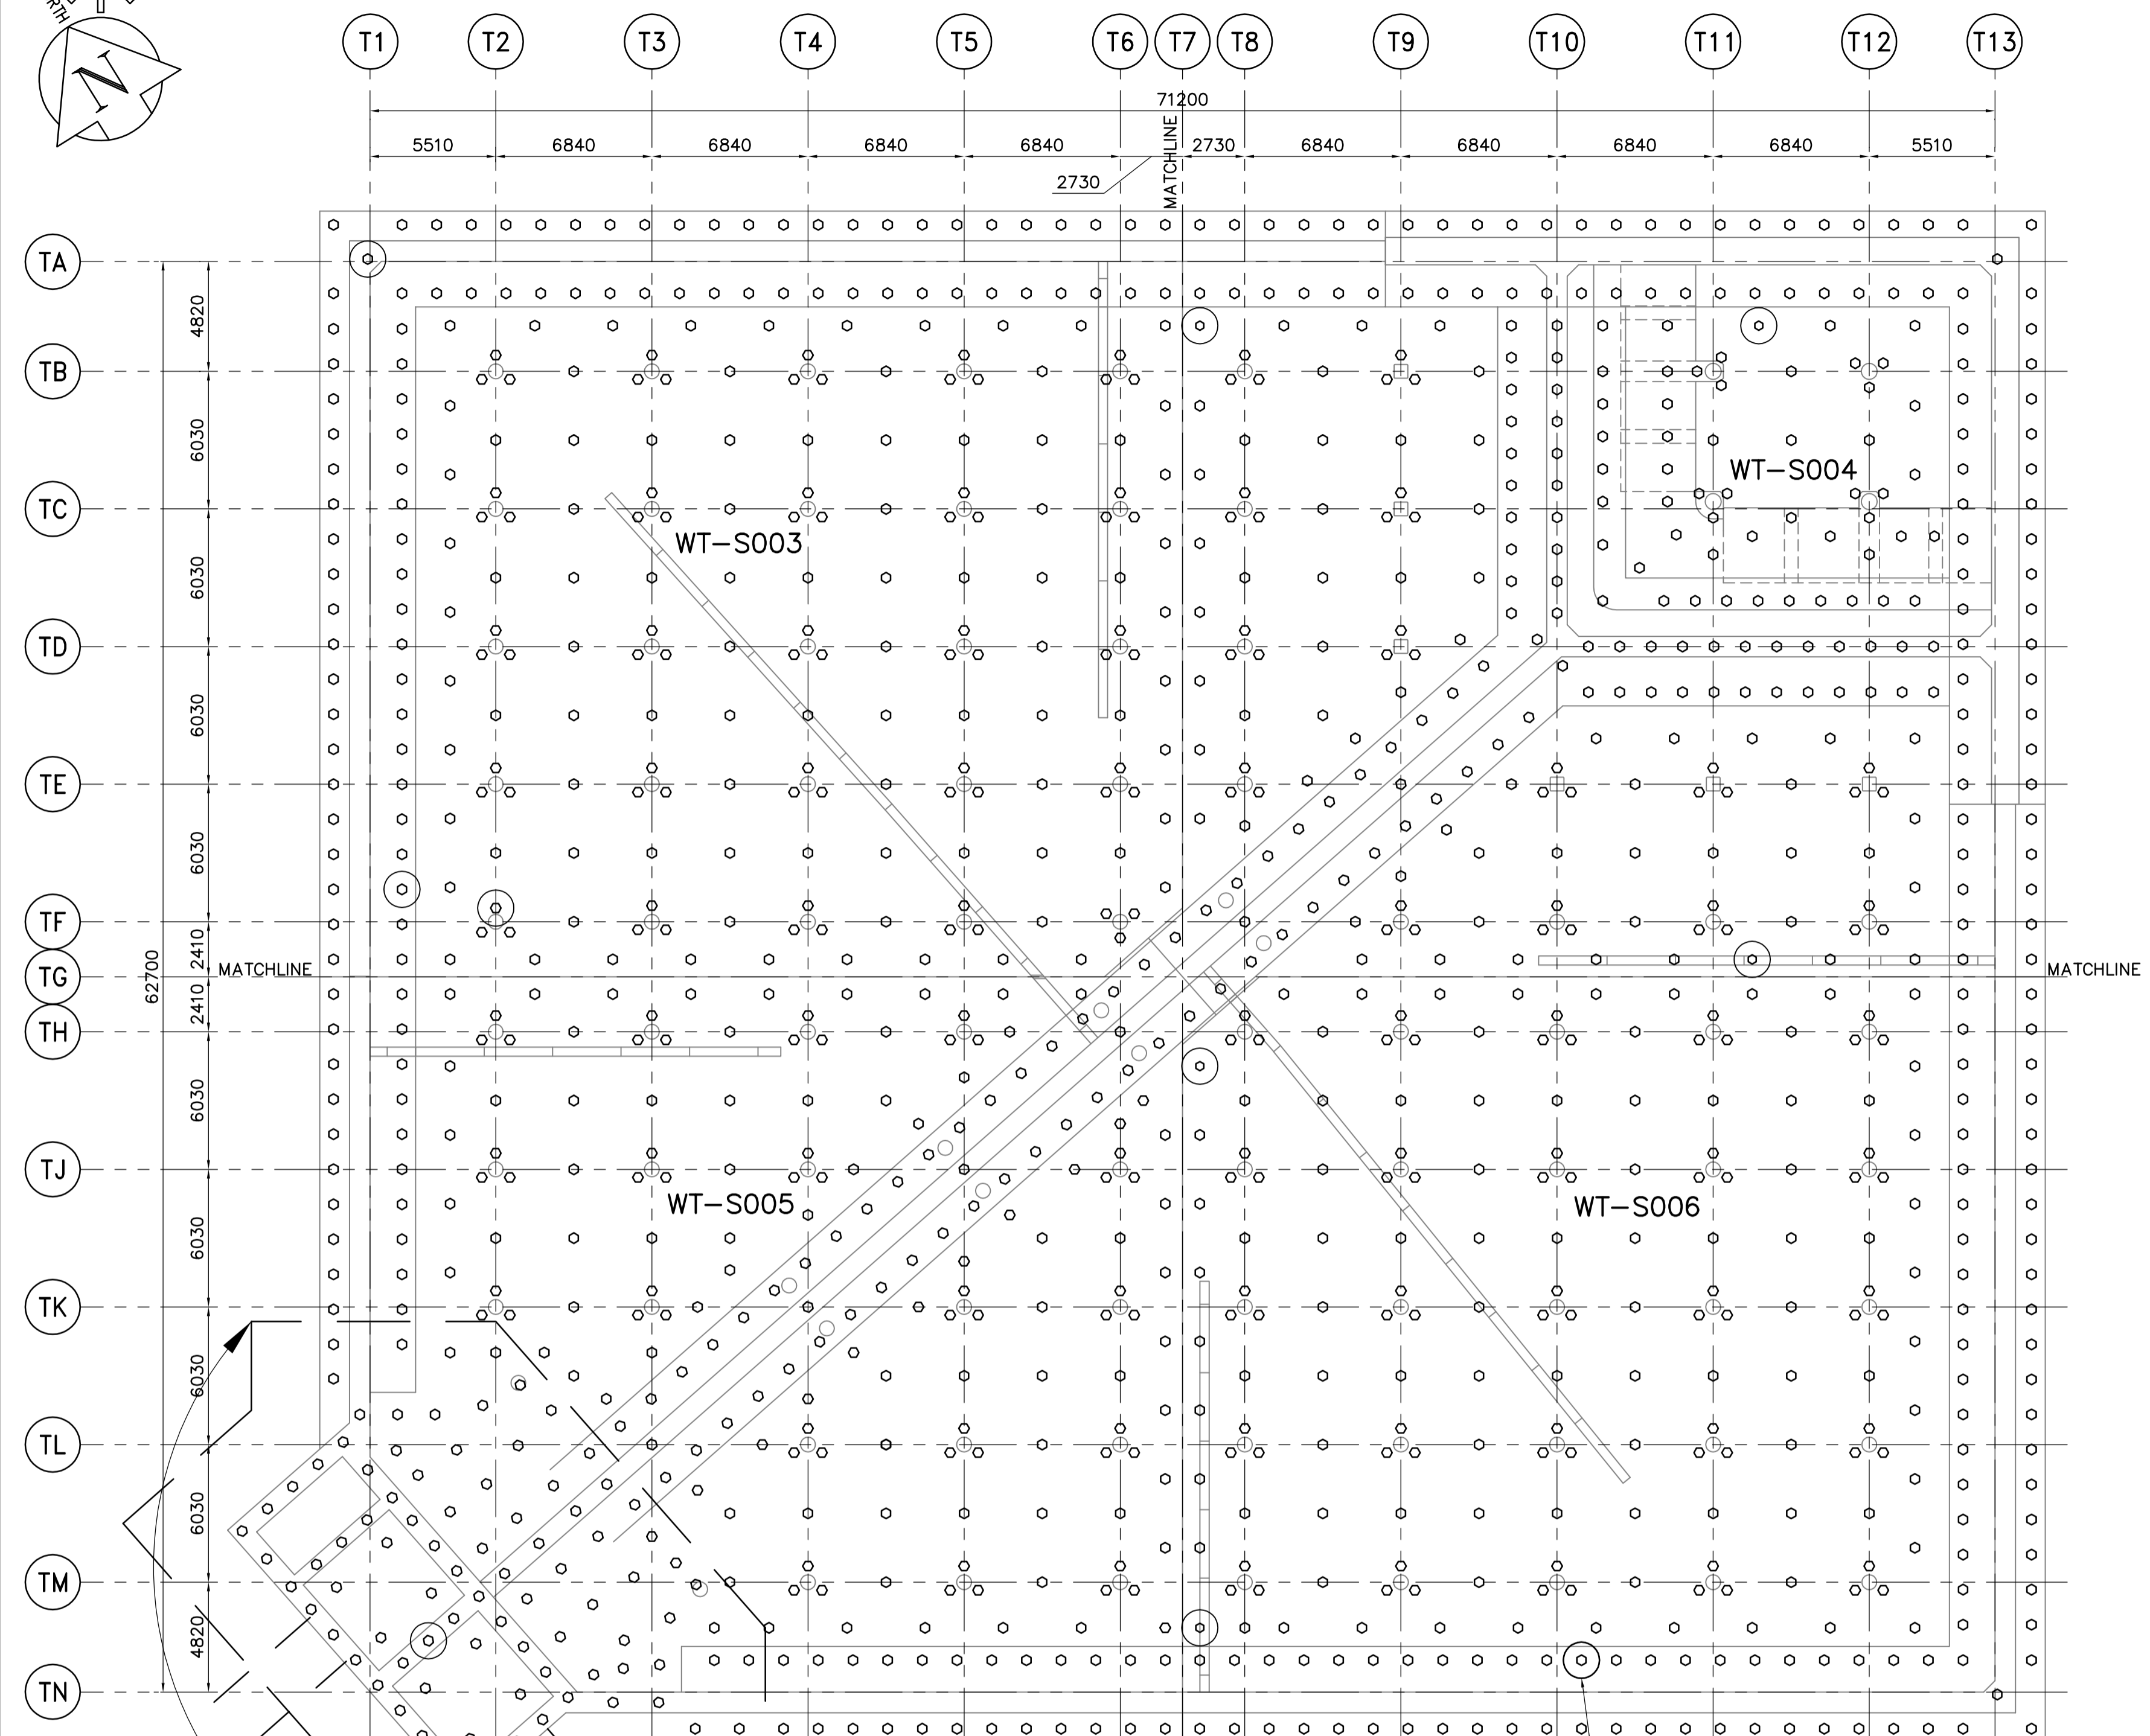 RTH
N
T1 T2 T3 T4 T5 T6 T7 T8 T9 T10 T11 T12 T13
71200
5510 6840 6840 6840 6840 2730 6840 6840 6840 6840 5510
2730
MATCHLINE
TA
4820
TB
6030
TC
WT-S004
6030
WT-S003
TD
6030
TE
6030
TF
2410
TG
62700
MATCHLINE
MATCHLINE
2410
TH
6030
TJ
WT-S005
WT-S006
6030
TK
6030
TL
6030
TM
4820
TN